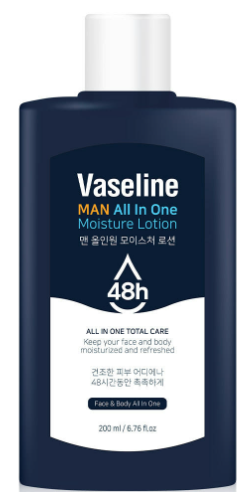 Vaseline
MAN All In One
Moisture Lotion
맨 올인원 모이스처 로션
48h
ALL IN ONE TOTAL CARE
Keep your face and body
moisturized and refreshed
건조한 피부 어디에나
48시간동안 촉촉하게
Face & Body All In One
200 ml / 6.76 fl.oz